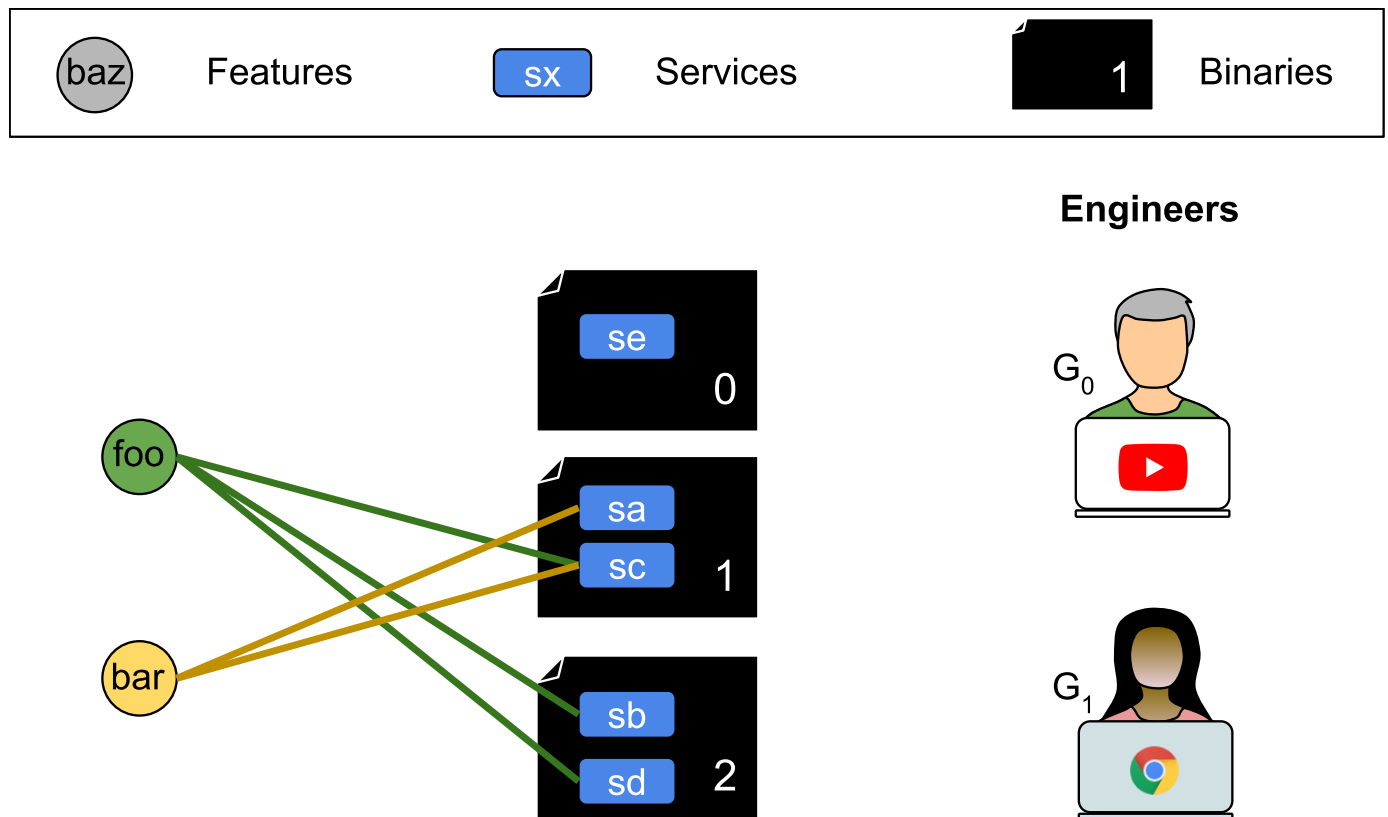 baz Features sx Services 1 Binaries
Engineers
se
0
G0
foo
sa
sc
1
bar
G1
sb
sd
2